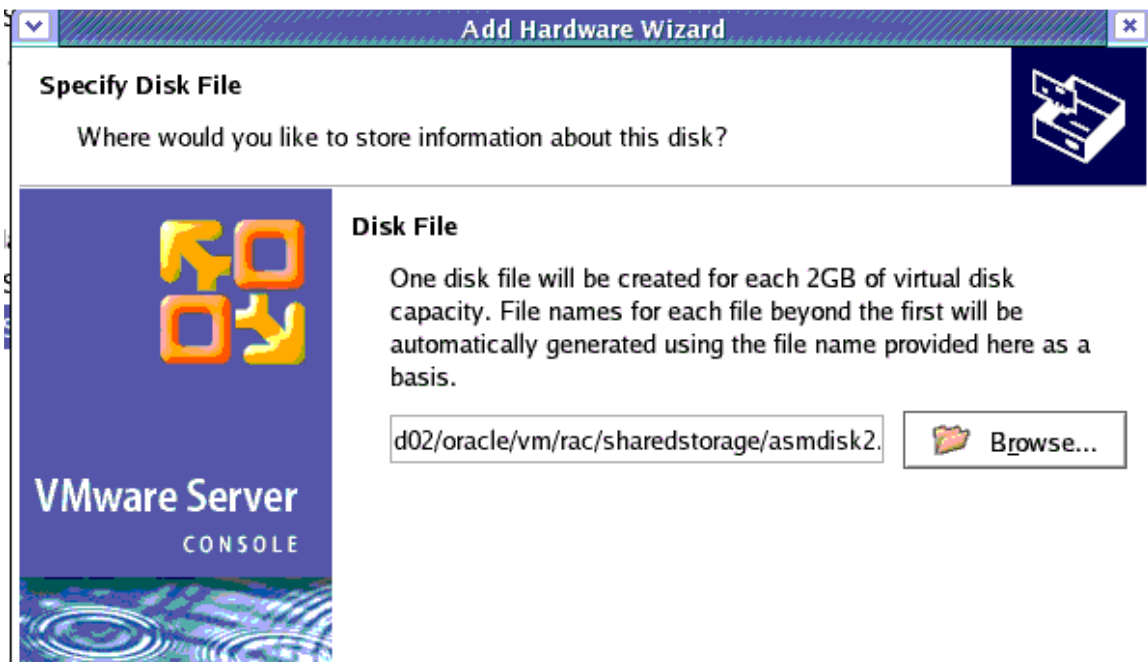 Add Hardware Wizard
Specify Disk File
Where would you like to store information about this disk?
Disk File
One disk file will be created for each 2GB of virtual disk
capacity. File names for each file beyond the first will be
automatically generated using the file name provided here as a
basis.
d02/oracle/vm/rac/sharedstorage/asmdisk2.
Browse...
VMware Server
CONSOLE